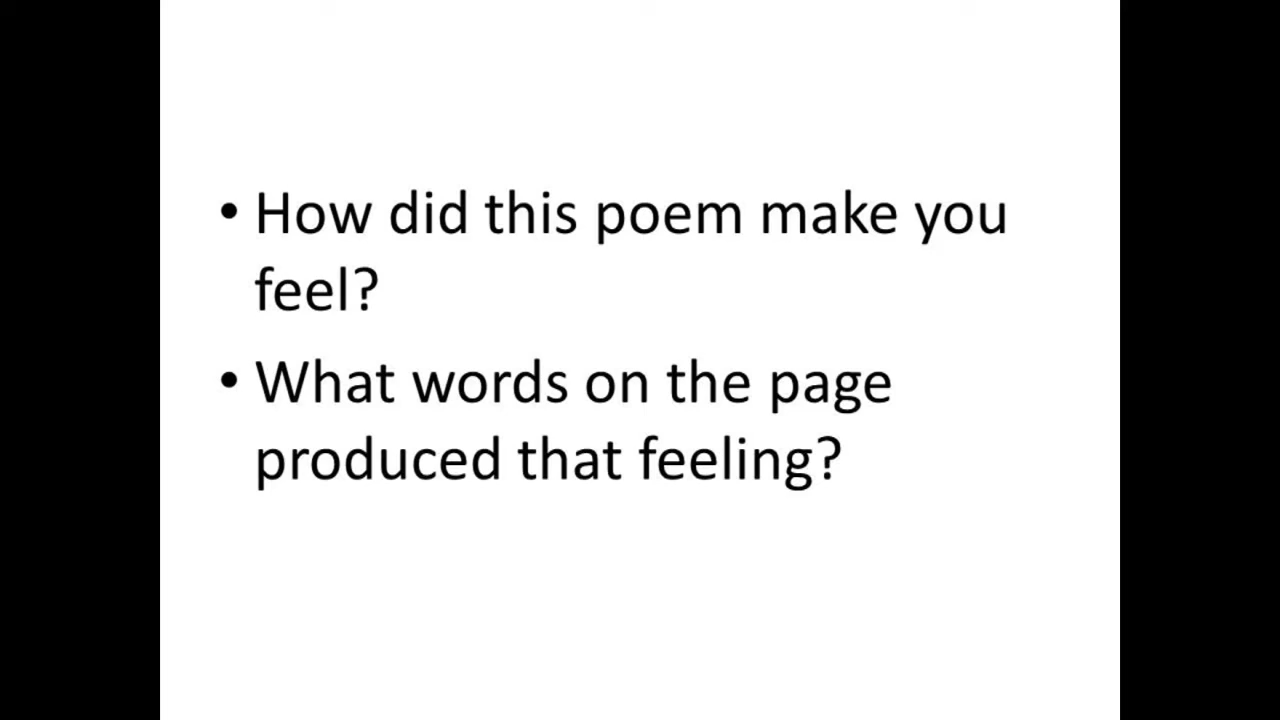 • How did this poem make you
feel?
• What words on the page
produced that feeling?